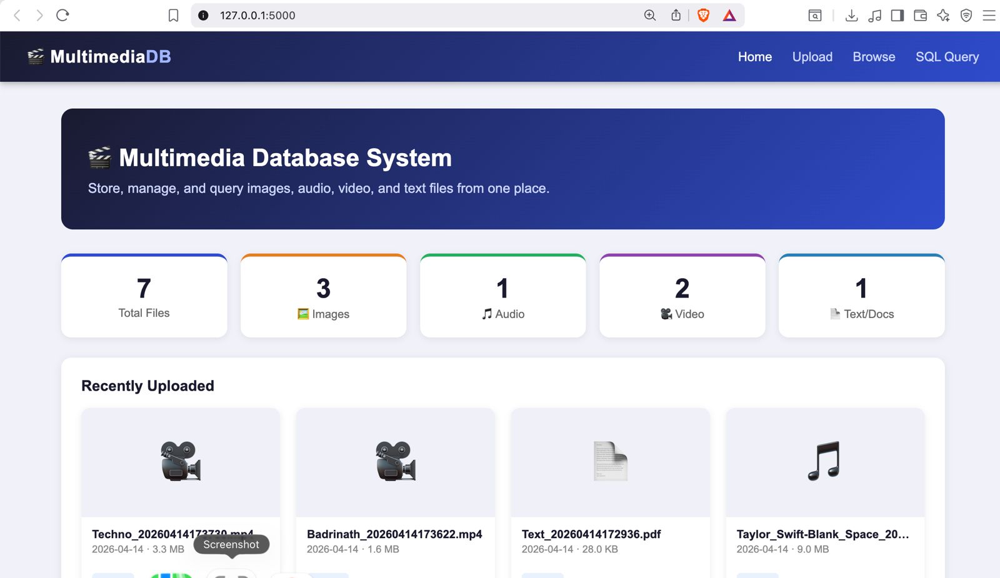 127.0.0.1:5000
MultimediaDB
Home Upload Browse SQL Query
Multimedia Database System
Store, manage, and query images, audio, video, and text files from one place.
7
Total Files
3
Images
1
Audio
2
Video
1
Text/Docs
Recently Uploaded
Techno_20260414173730.mp4
2026-04-14 · 3.3 MB
Badrinath_20260414173622.mp4
2026-04-14 · 1.6 MB
Text_20260414172936.pdf
2026-04-14 · 28.0 KB
Taylor_Swift-Blank_Space_20...
2026-04-14 · 9.0 MB
Screenshot